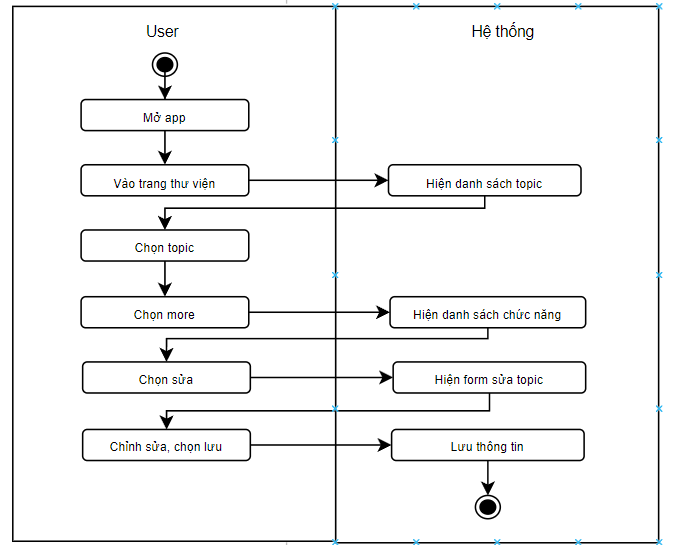 User
Hệ thống
Mở app
Vào trang thư viện
Hiện danh sách topic
Chọn topic
Chọn more
Hiện danh sách chức năng
Chọn sửa
Hiện form sửa topic
Chỉnh sửa, chọn lưu
Lưu thông tin